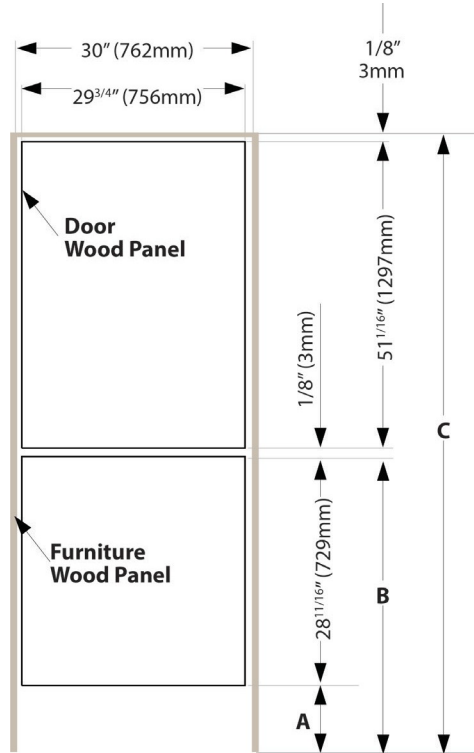 30” (762mm)
1/8”
3mm
29 3/4” (756mm)
Door
Wood Panel
51 1/16” (1297mm)
1/8” (3mm)
C
Furniture
Wood Panel
28 11/16” (729mm)
B
A